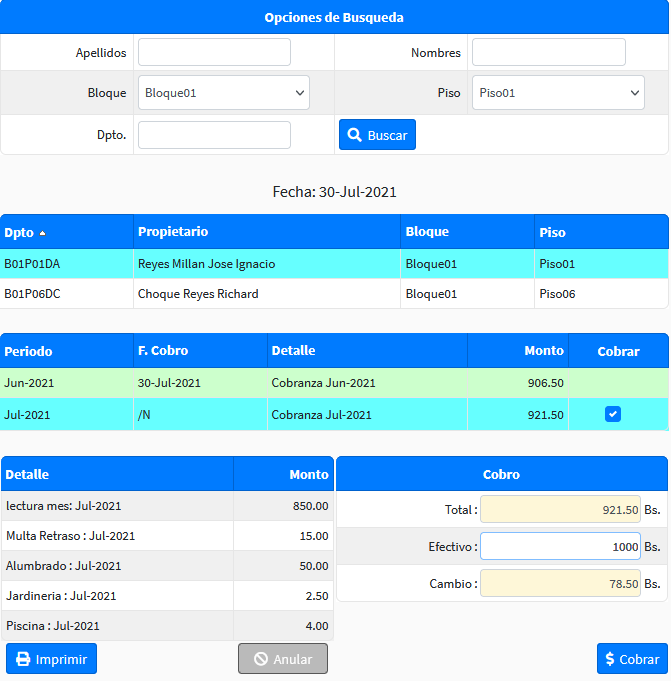 Opciones de Busqueda
Apellidos Nombres
Bloque Bloque01 Piso Piso01
Dpto. Buscar
Fecha: 30-Jul-2021
Dpto Propietario Bloque Piso
B01P01DA Reyes Millan Jose Ignacio Bloque01 Piso01
B01P06DC Choque Reyes Richard Bloque01 Piso06
Periodo F. Cobro Detalle Monto Cobrar
Jun-2021 30-Jul-2021 Cobranza Jun-2021 906.50
Jul-2021 /N Cobranza Jul-2021 921.50
Detalle Monto
lectura mes: Jul-2021 850.00
Multa Retraso : Jul-2021 15.00
Alumbrado : Jul-2021 50.00
Jardineria : Jul-2021 2.50
Piscina : Jul-2021 4.00
Cobro
Total : 921.50 Bs.
Efectivo : 1000 Bs.
Cambio : 78.50 Bs.
Imprimir Anular $ Cobrar